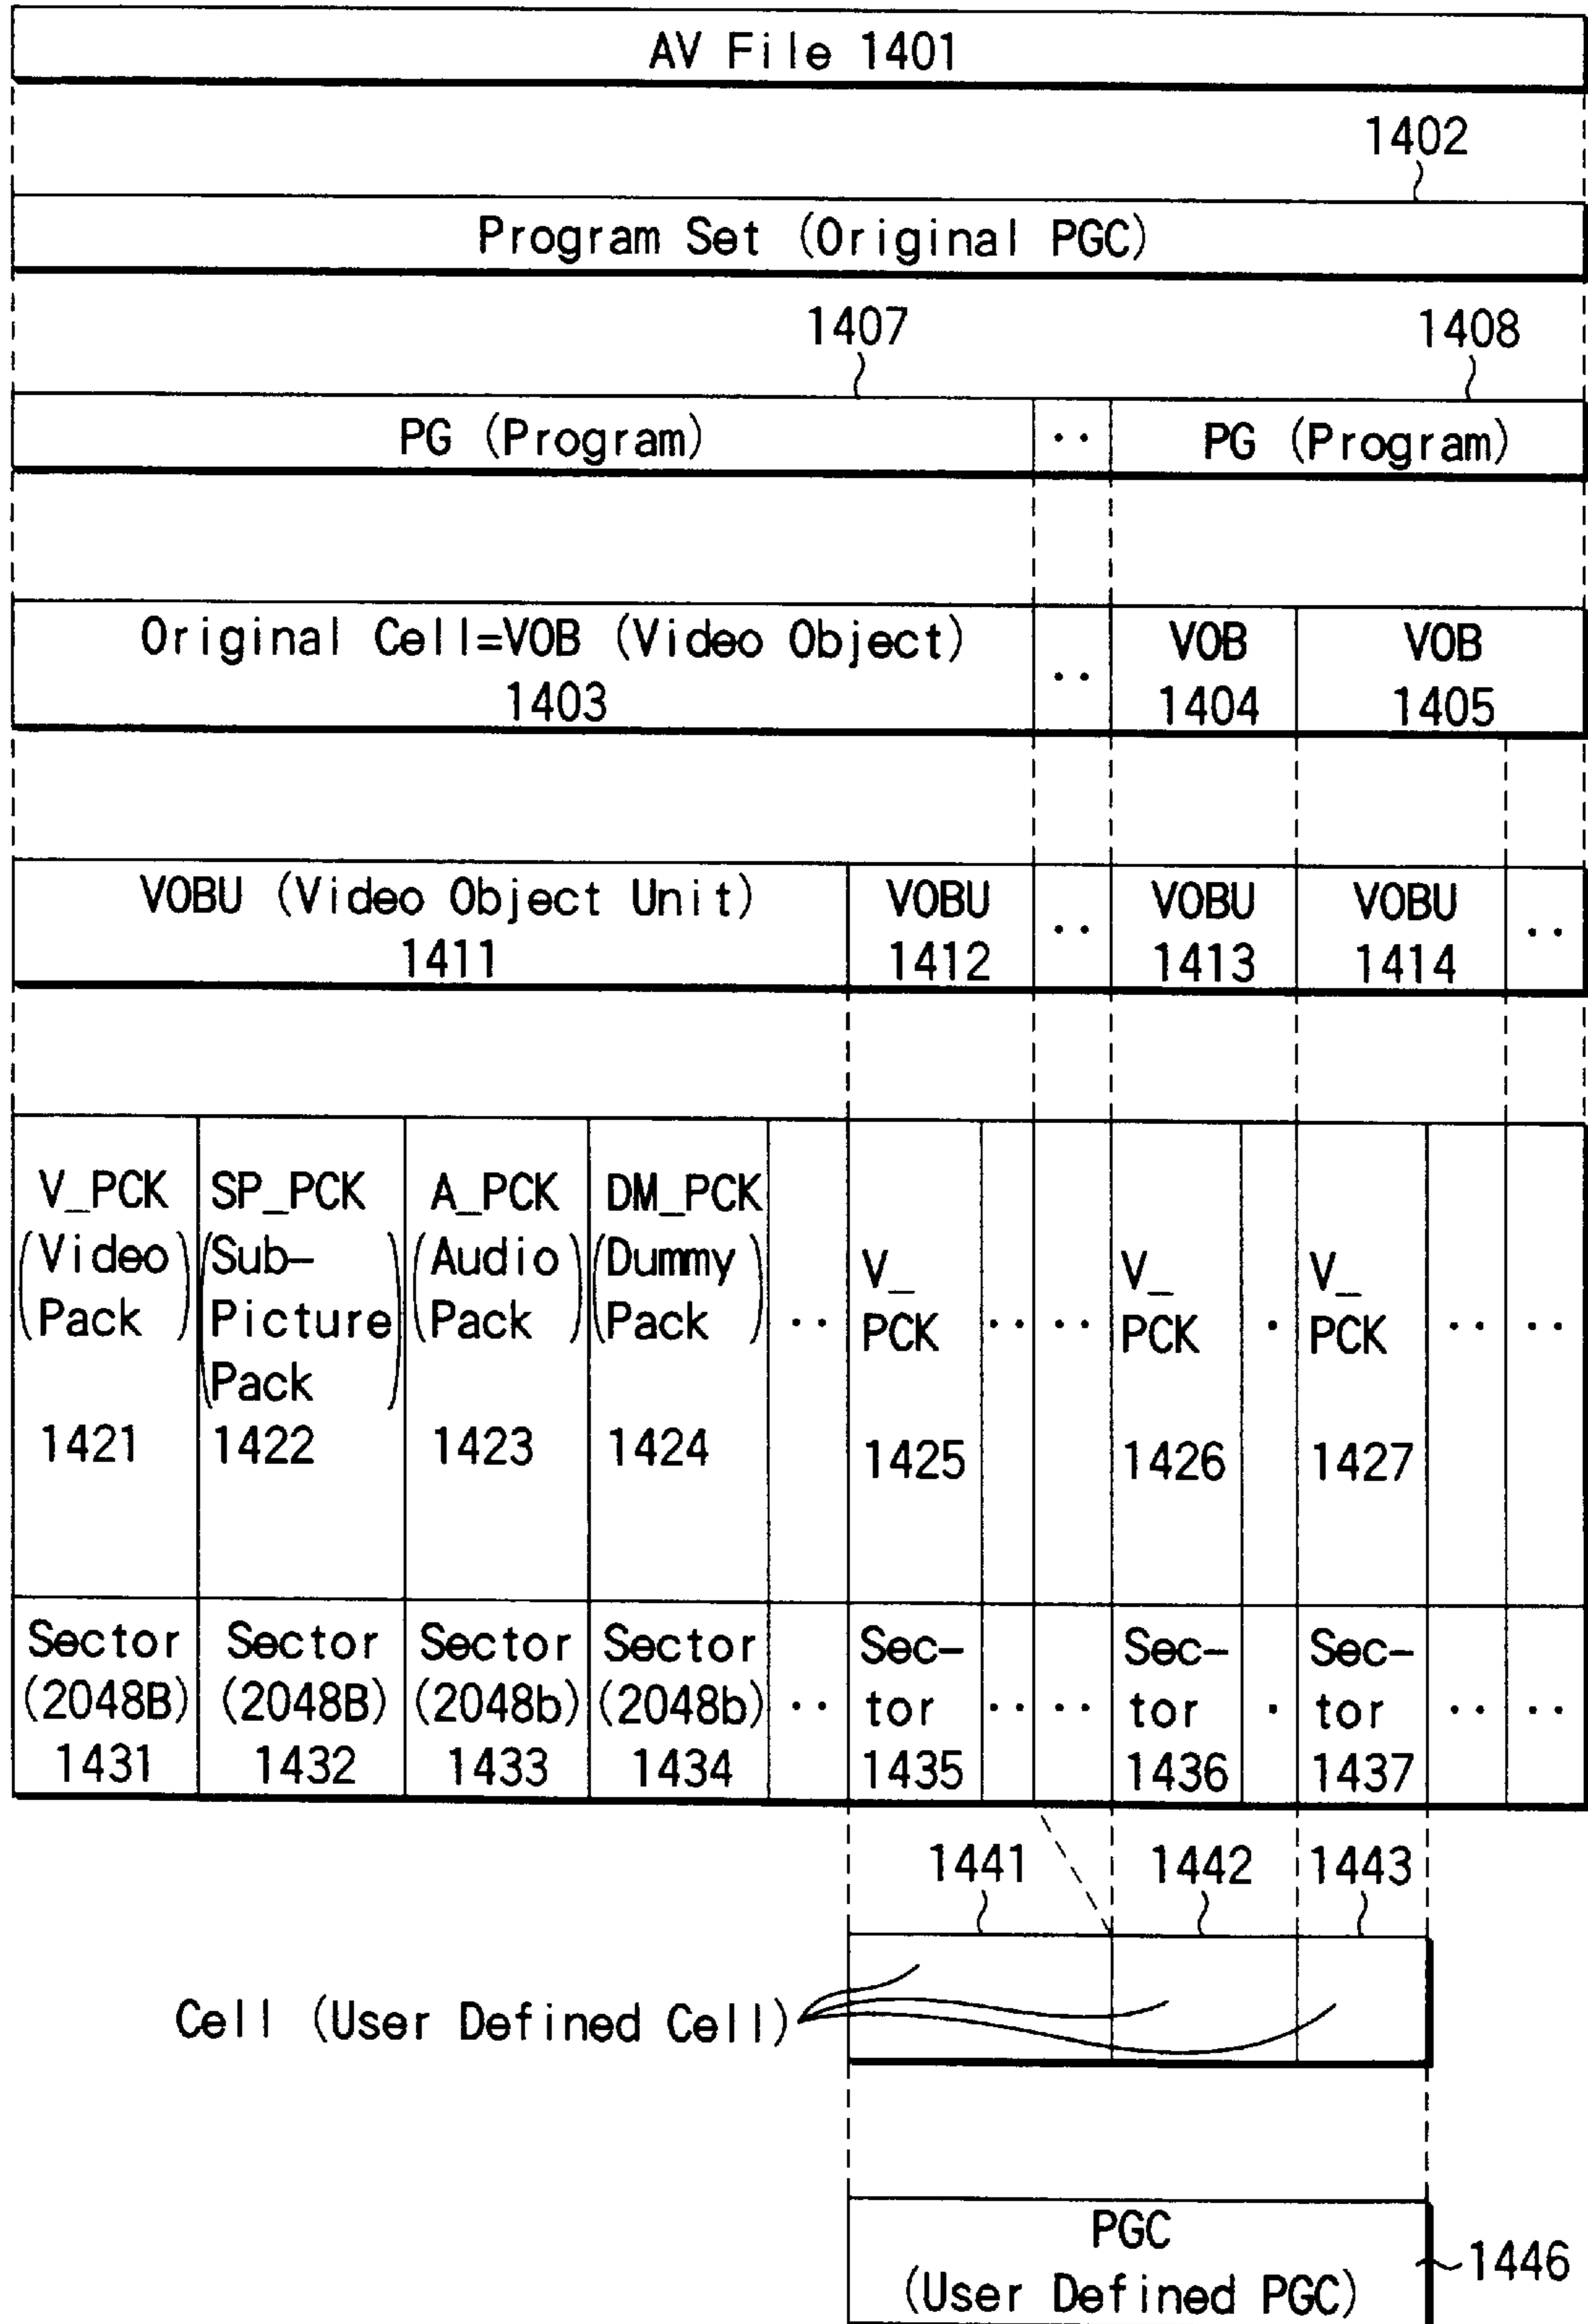 AV File 1401
1402
Program Set (Original PGC)
1407 1408
PG (Program) ‥ PG (Program)
Original Cell=VOB (Video Object) ‥ VOB VOB
1403 1404 1405
VOBU (Video Object Unit) VOBU ‥ VOBU VOBU ‥
1411 1412 1413 1414
V_PCK SP_PCK A_PCK DM_PCK
(Video (Sub- (Audio (Dummy V_ V_ V_
Pack) Picture Pack) Pack) ‥ PCK ‥ ‥ PCK . PCK ‥ ‥
Pack)
1421 1422 1423 1424 1425 1426 1427
Sector Sector Sector Sector Sec- Sec- Sec-
(2048B) (2048B) (2048b) (2048b) ‥ tor ‥ ‥ tor . tor ‥ ‥
1431 1432 1433 1434 1435 1436 1437
1441 1442 1443
Cell (User Defined Cell)
PGC
(User Defined PGC)
1446